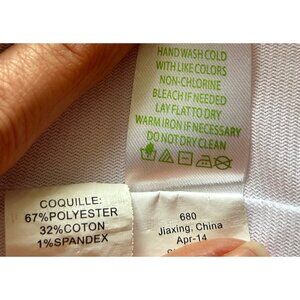 HAND WASH COLD
WITH LIKE COLORS
NON-CHLORINE
BLEACH IF NEEDED
LAY FLAT TO DRY
WARM IRON IF NECESSARY
DO NOT DRY CLEAN
COQUILLE:
67%POLYESTER
32%COTON
1%SPANDEX
680
Jiaxing, China
Apr-14